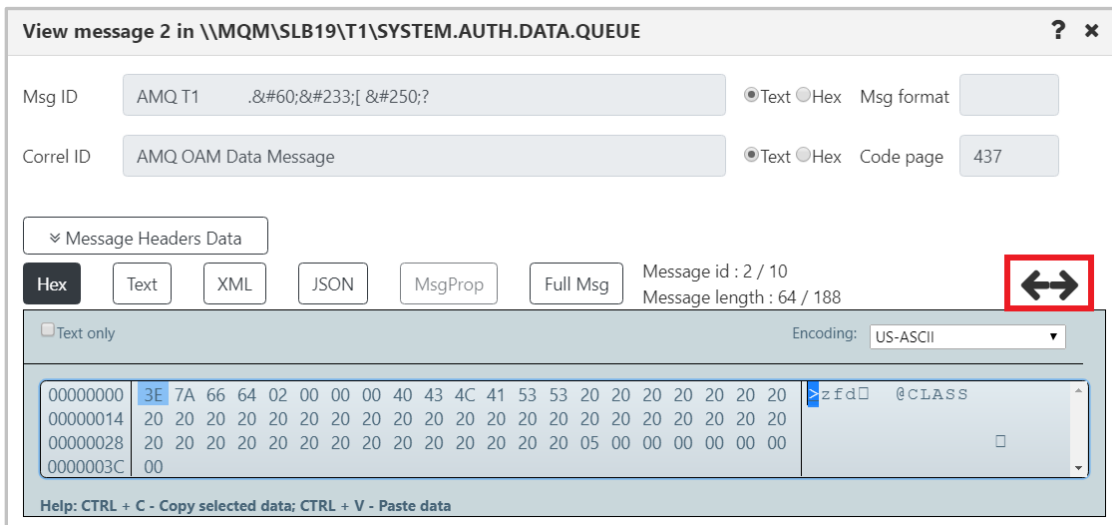 View message 2 in \\MQM\SLB19\T1\SYSTEM.AUTH.DATA.QUEUE ? ×
Msg ID AMQ T1 .&#60;&#233;[ &#250;? Text Hex Msg format
Correl ID AMQ OAM Data Message Text Hex Code page 437
Message Headers Data
Hex Text XML JSON MsgProp Full Msg Message id : 2 / 10
Message length : 64 / 188
Text only Encoding: US-ASCII
00000000 3E 7A 66 64 02 00 00 00 40 43 4C 41 53 53 20 20 20 20 20 20 20 >zfd□ @CLASS
00000014 20 20 20 20 20 20 20 20 20 20 20 20 20 20 20 20 20 20 20 20 20
00000028 20 20 20 20 20 20 20 20 20 20 20 20 20 20 05 00 00 00 00 00 00 □
0000003C 00
Help: CTRL + C - Copy selected data; CTRL + V - Paste data